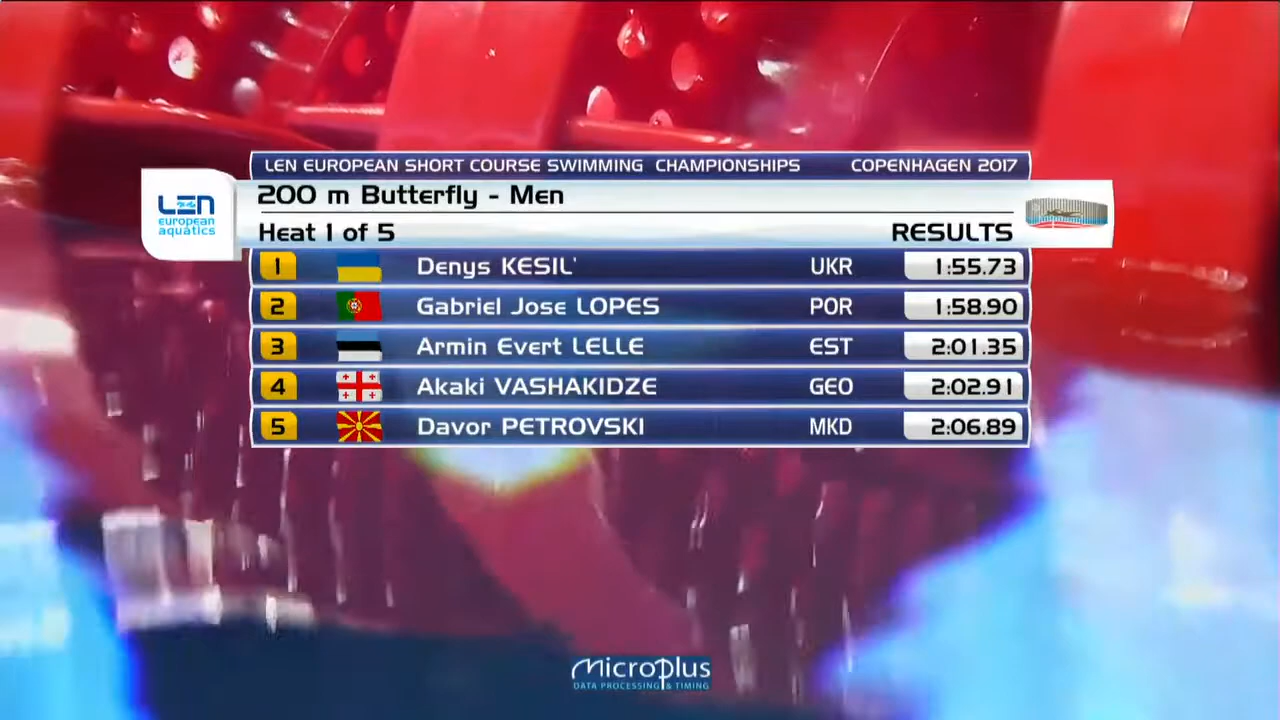 LEN EUROPEAN SHORT COURSE SWIMMING CHAMPIONSHIPS COPENHAGEN 2017
LEN
european
aquatics
200 m Butterfly - Men
Heat 1 of 5 RESULTS
1 Denys KESIL' UKR 1:55.73
2 Gabriel Jose LOPES POR 1:58.90
3 Armin Evert LELLE EST 2:01.35
4 Akaki VASHAKIDZE GEO 2:02.91
5 Davor PETROVSKI MKD 2:06.89
Microplus
DATA PROCESSING & TIMING